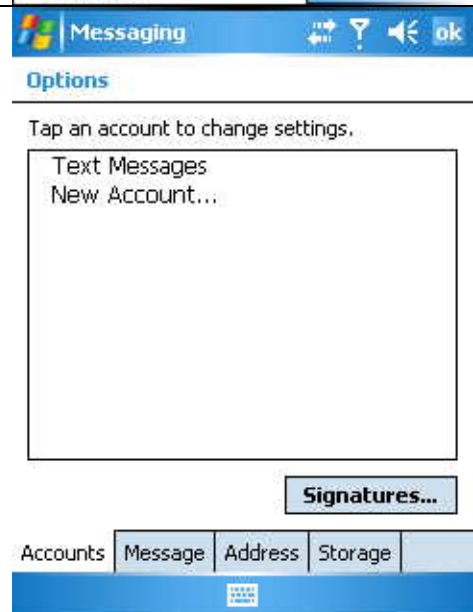 Messaging
ok
Options
Tap an account to change settings.
Text Messages
New Account...
Signatures...
Accounts Message Address Storage